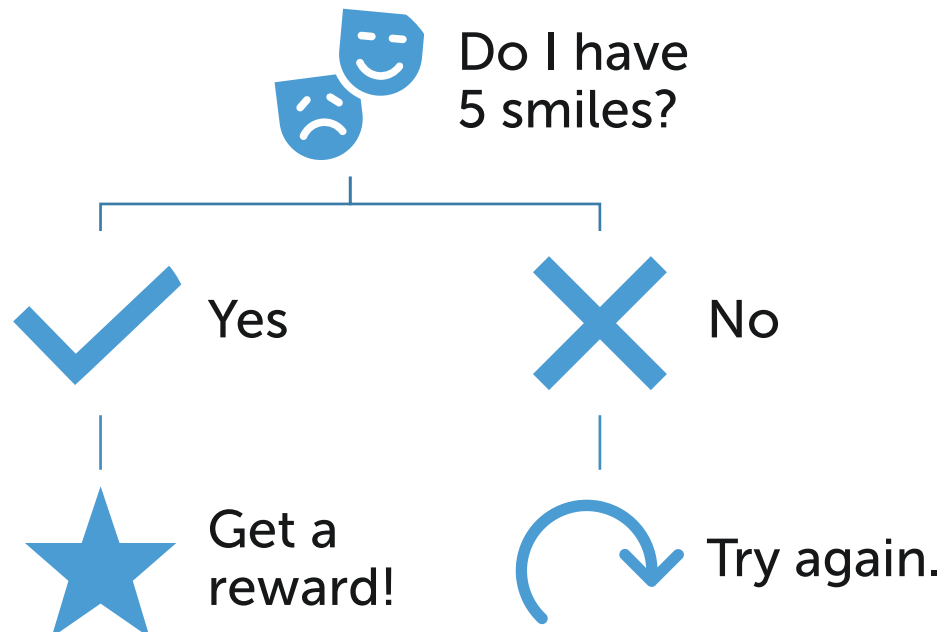 Do I have
5 smiles?
Yes
No
Get a
reward!
Try again.